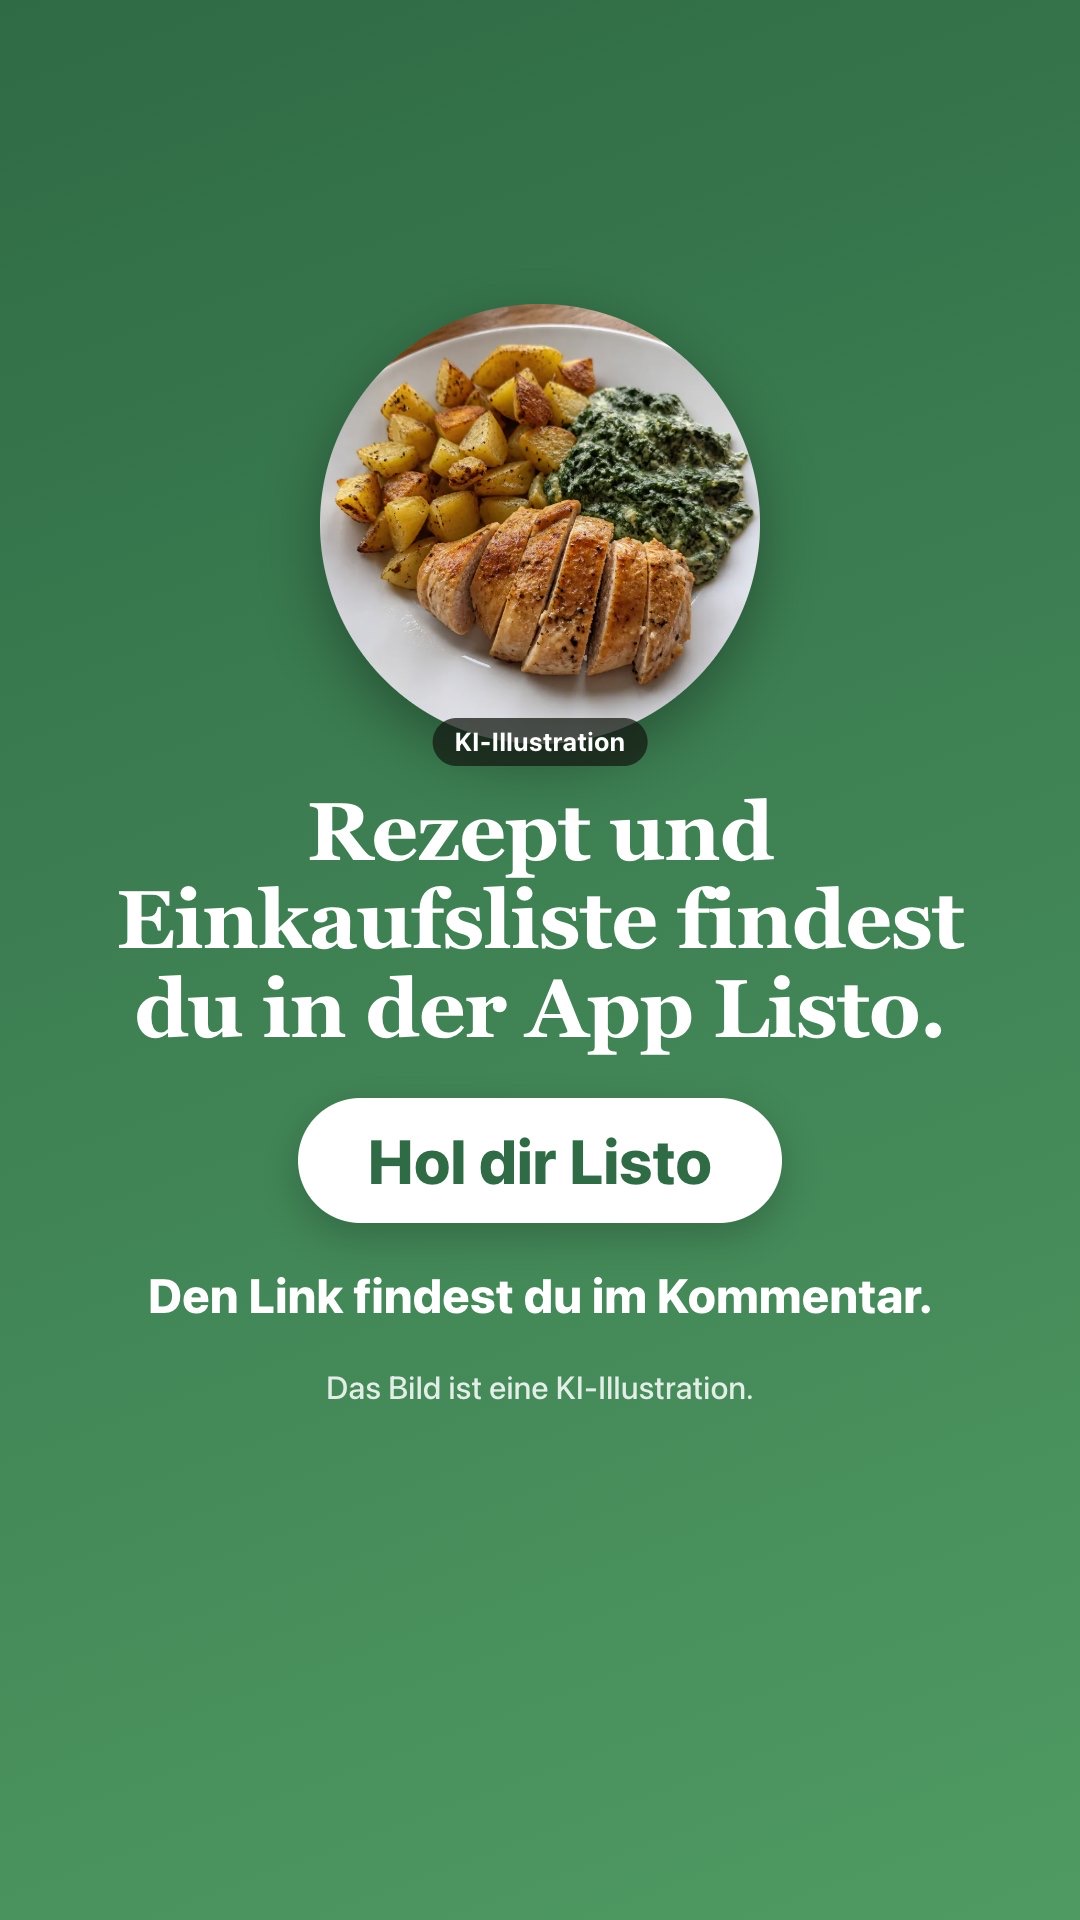 KI-Illustration
Rezept und
Einkaufsliste findest
du in der App Listo.
Hol dir Listo
Den Link findest du im Kommentar.
Das Bild ist eine KI-Illustration.